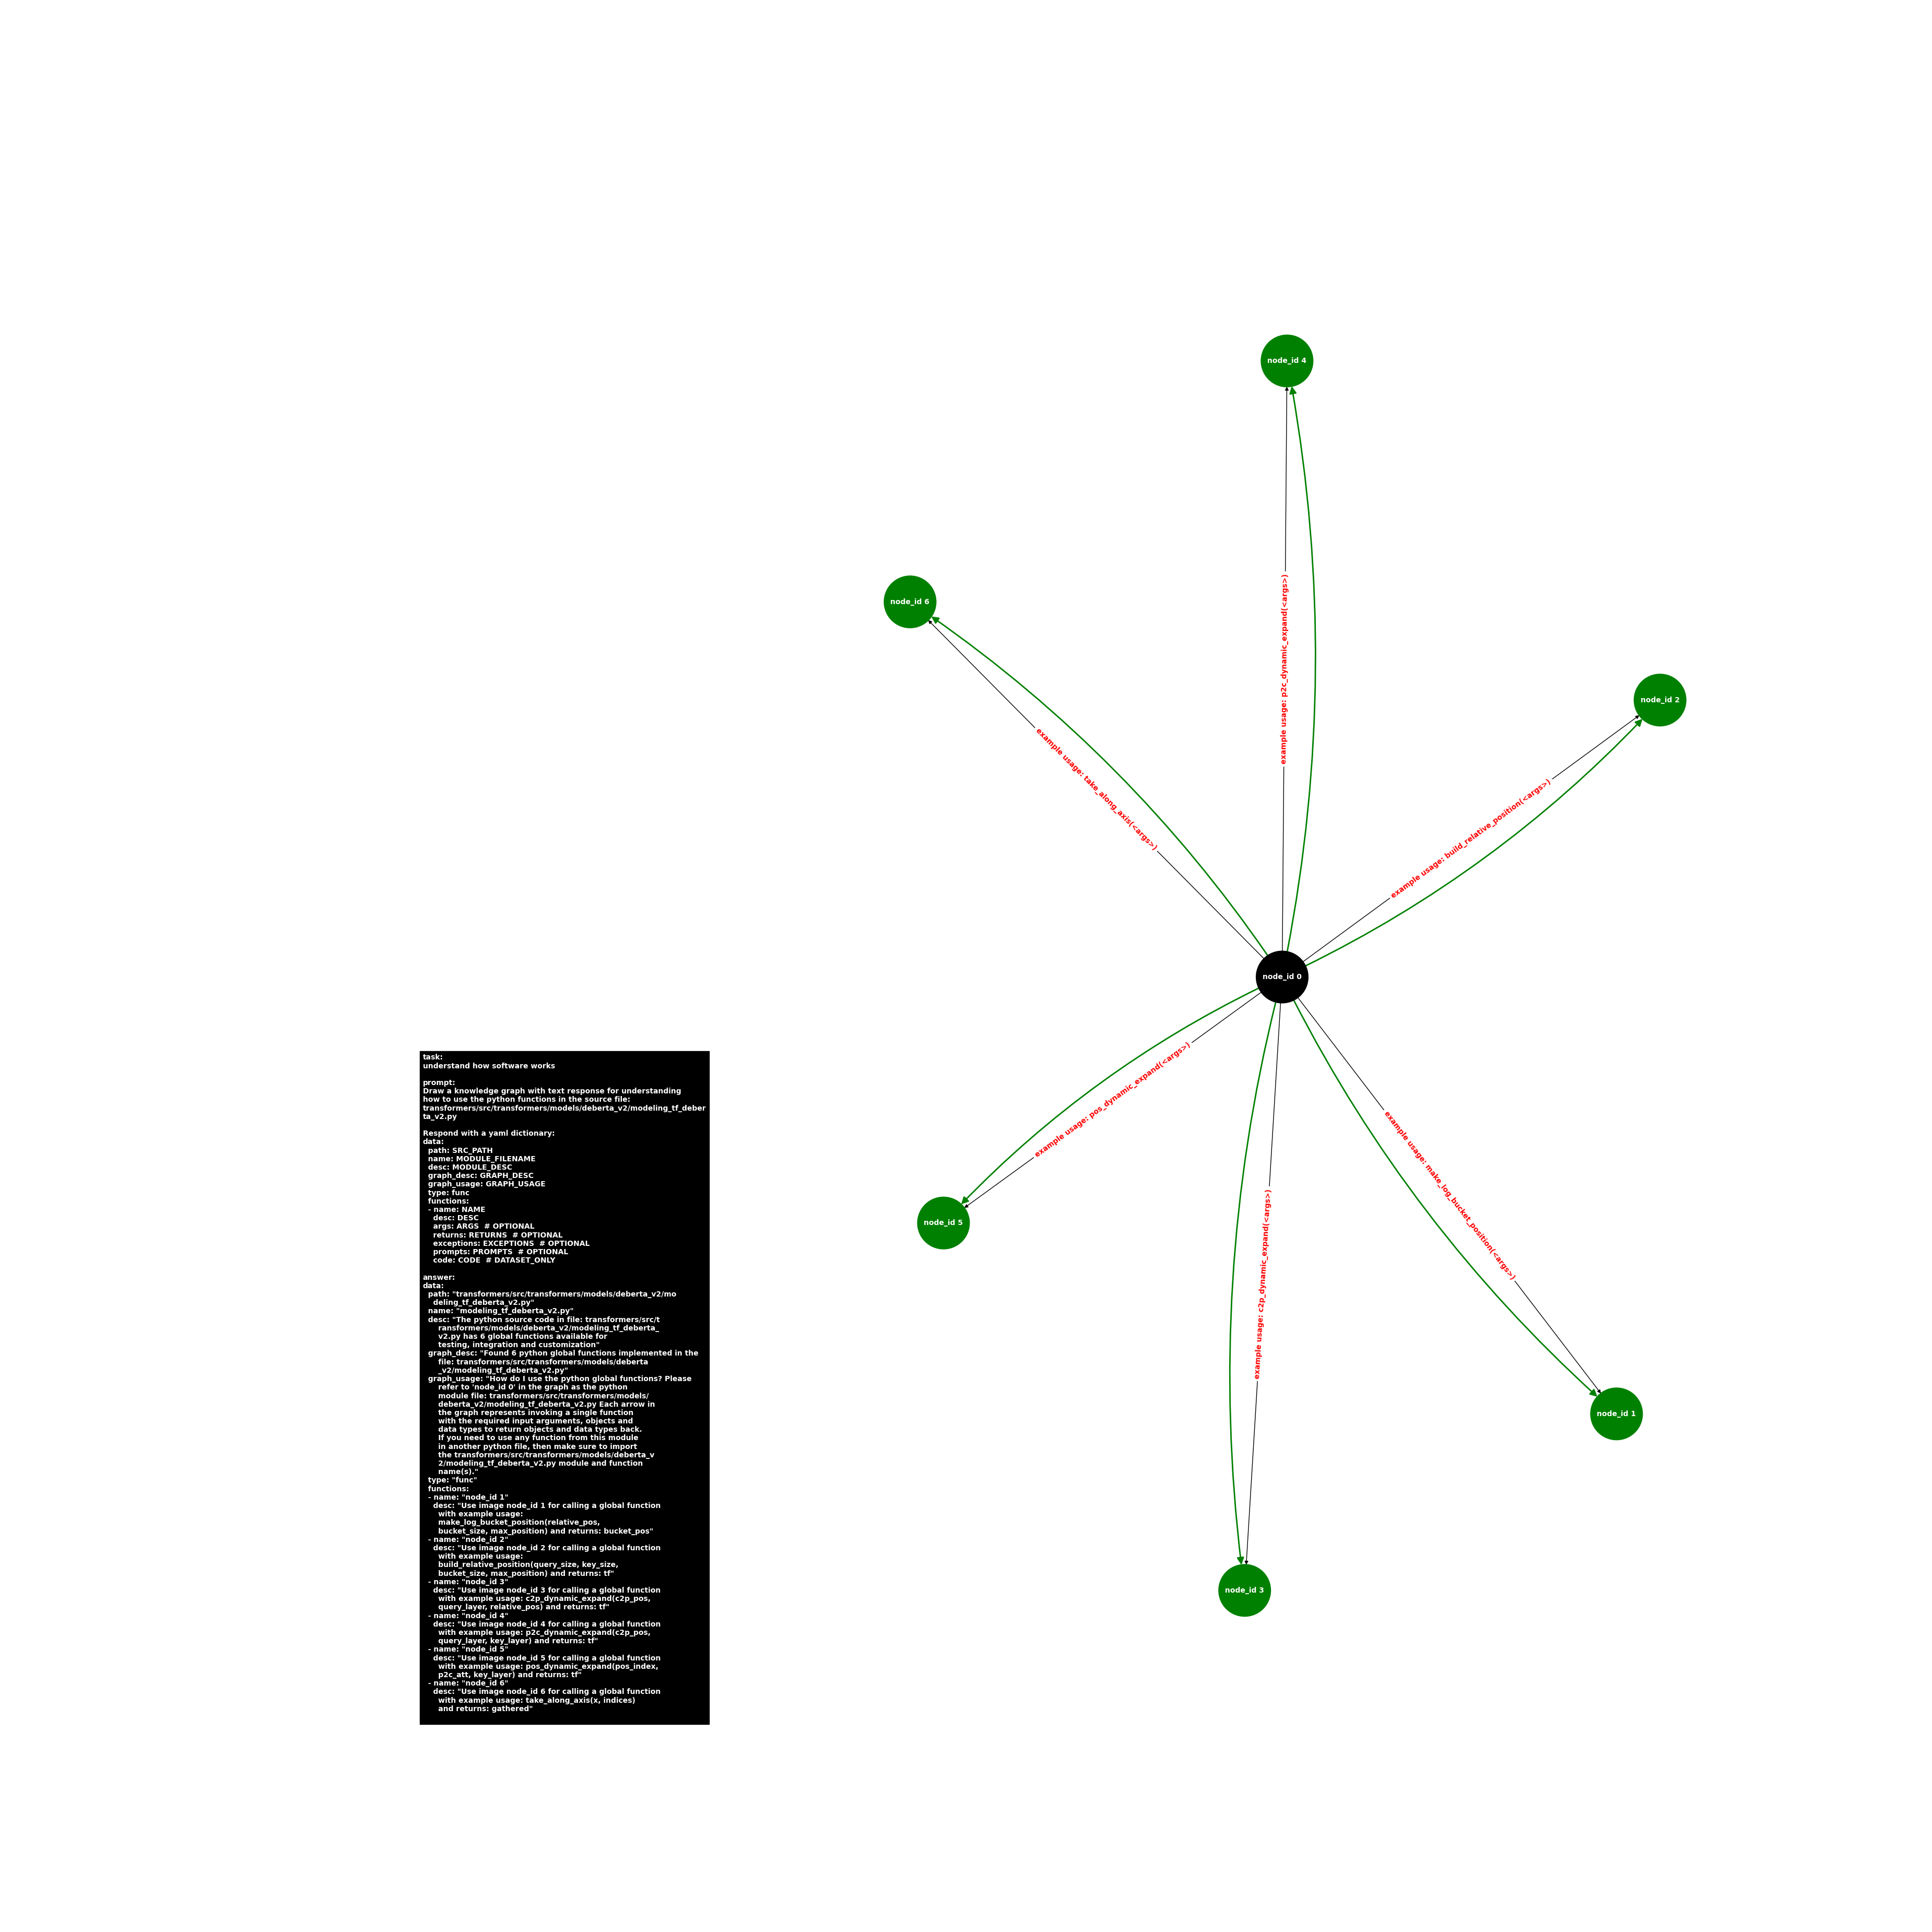 node_id 4
node_id 6
example usage: p2c_dynamic_expand(<args>)
node_id 2
example usage: take_along_axis(<args>)
example usage: build_relative_position(<args>)
node_id 0
example usage: pos_dynamic_expand(<args>)
example usage: make_log_bucket_position(<args>)
node_id 5
example usage: c2p_dynamic_expand(<args>)
node_id 1
node_id 3
task:
understand how software works
prompt:
Draw a knowledge graph with text response for understanding
how to use the python functions in the source file:
transformers/src/transformers/models/deberta_v2/modeling_tf_deber
ta_v2.py
Respond with a yaml dictionary:
data:
path: SRC_PATH
name: MODULE_FILENAME
desc: MODULE_DESC
graph_desc: GRAPH_DESC
graph_usage: GRAPH_USAGE
type: func
functions:
- name: NAME
desc: DESC
args: ARGS  # OPTIONAL
returns: RETURNS  # OPTIONAL
exceptions: EXCEPTIONS  # OPTIONAL
prompts: PROMPTS  # OPTIONAL
code: CODE  # DATASET_ONLY
answer:
data:
path: "transformers/src/transformers/models/deberta_v2/mo
deling_tf_deberta_v2.py"
name: "modeling_tf_deberta_v2.py"
desc: "The python source code in file: transformers/src/t
ransformers/models/deberta_v2/modeling_tf_deberta_
v2.py has 6 global functions available for
testing, integration and customization"
graph_desc: "Found 6 python global functions implemented in the
file: transformers/src/transformers/models/deberta
_v2/modeling_tf_deberta_v2.py"
graph_usage: "How do I use the python global functions? Please
refer to 'node_id 0' in the graph as the python
module file: transformers/src/transformers/models/
deberta_v2/modeling_tf_deberta_v2.py Each arrow in
the graph represents invoking a single function
with the required input arguments, objects and
data types to return objects and data types back.
If you need to use any function from this module
in another python file, then make sure to import
the transformers/src/transformers/models/deberta_v
2/modeling_tf_deberta_v2.py module and function
name(s)."
type: "func"
functions:
- name: "node_id 1"
desc: "Use image node_id 1 for calling a global function
with example usage:
make_log_bucket_position(relative_pos,
bucket_size, max_position) and returns: bucket_pos"
- name: "node_id 2"
desc: "Use image node_id 2 for calling a global function
with example usage:
build_relative_position(query_size, key_size,
bucket_size, max_position) and returns: tf"
- name: "node_id 3"
desc: "Use image node_id 3 for calling a global function
with example usage: c2p_dynamic_expand(c2p_pos,
query_layer, relative_pos) and returns: tf"
- name: "node_id 4"
desc: "Use image node_id 4 for calling a global function
with example usage: p2c_dynamic_expand(c2p_pos,
query_layer, key_layer) and returns: tf"
- name: "node_id 5"
desc: "Use image node_id 5 for calling a global function
with example usage: pos_dynamic_expand(pos_index,
p2c_att, key_layer) and returns: tf"
- name: "node_id 6"
desc: "Use image node_id 6 for calling a global function
with example usage: take_along_axis(x, indices)
and returns: gathered"